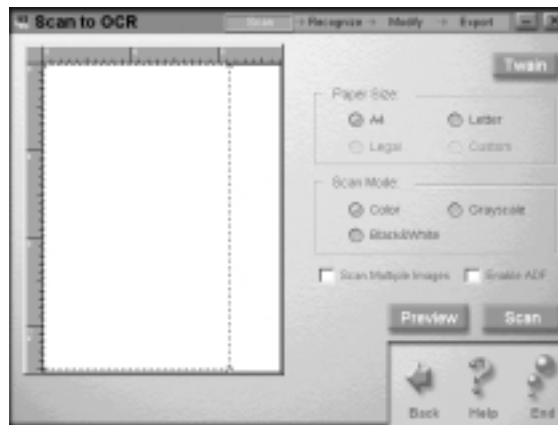 Scan to OCR
Scan → Recognize → Modify → Export
Twain
Paper Size:
A4 Letter
Legal Custom
Scan Mode:
Color Grayscale
Black&White
Scan Multiple Images Enable ADF
Preview Scan
Back Help End